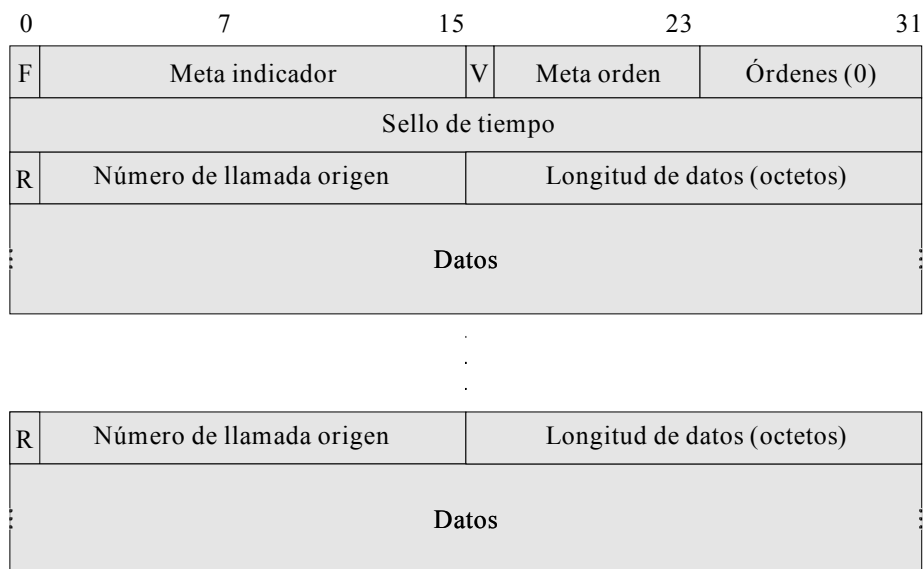 0 7 15 23 31
F Meta indicador V Meta orden Órdenes (0)
Sello de tiempo
R Número de llamada origen Longitud de datos (octetos)
Datos
R Número de llamada origen Longitud de datos (octetos)
Datos